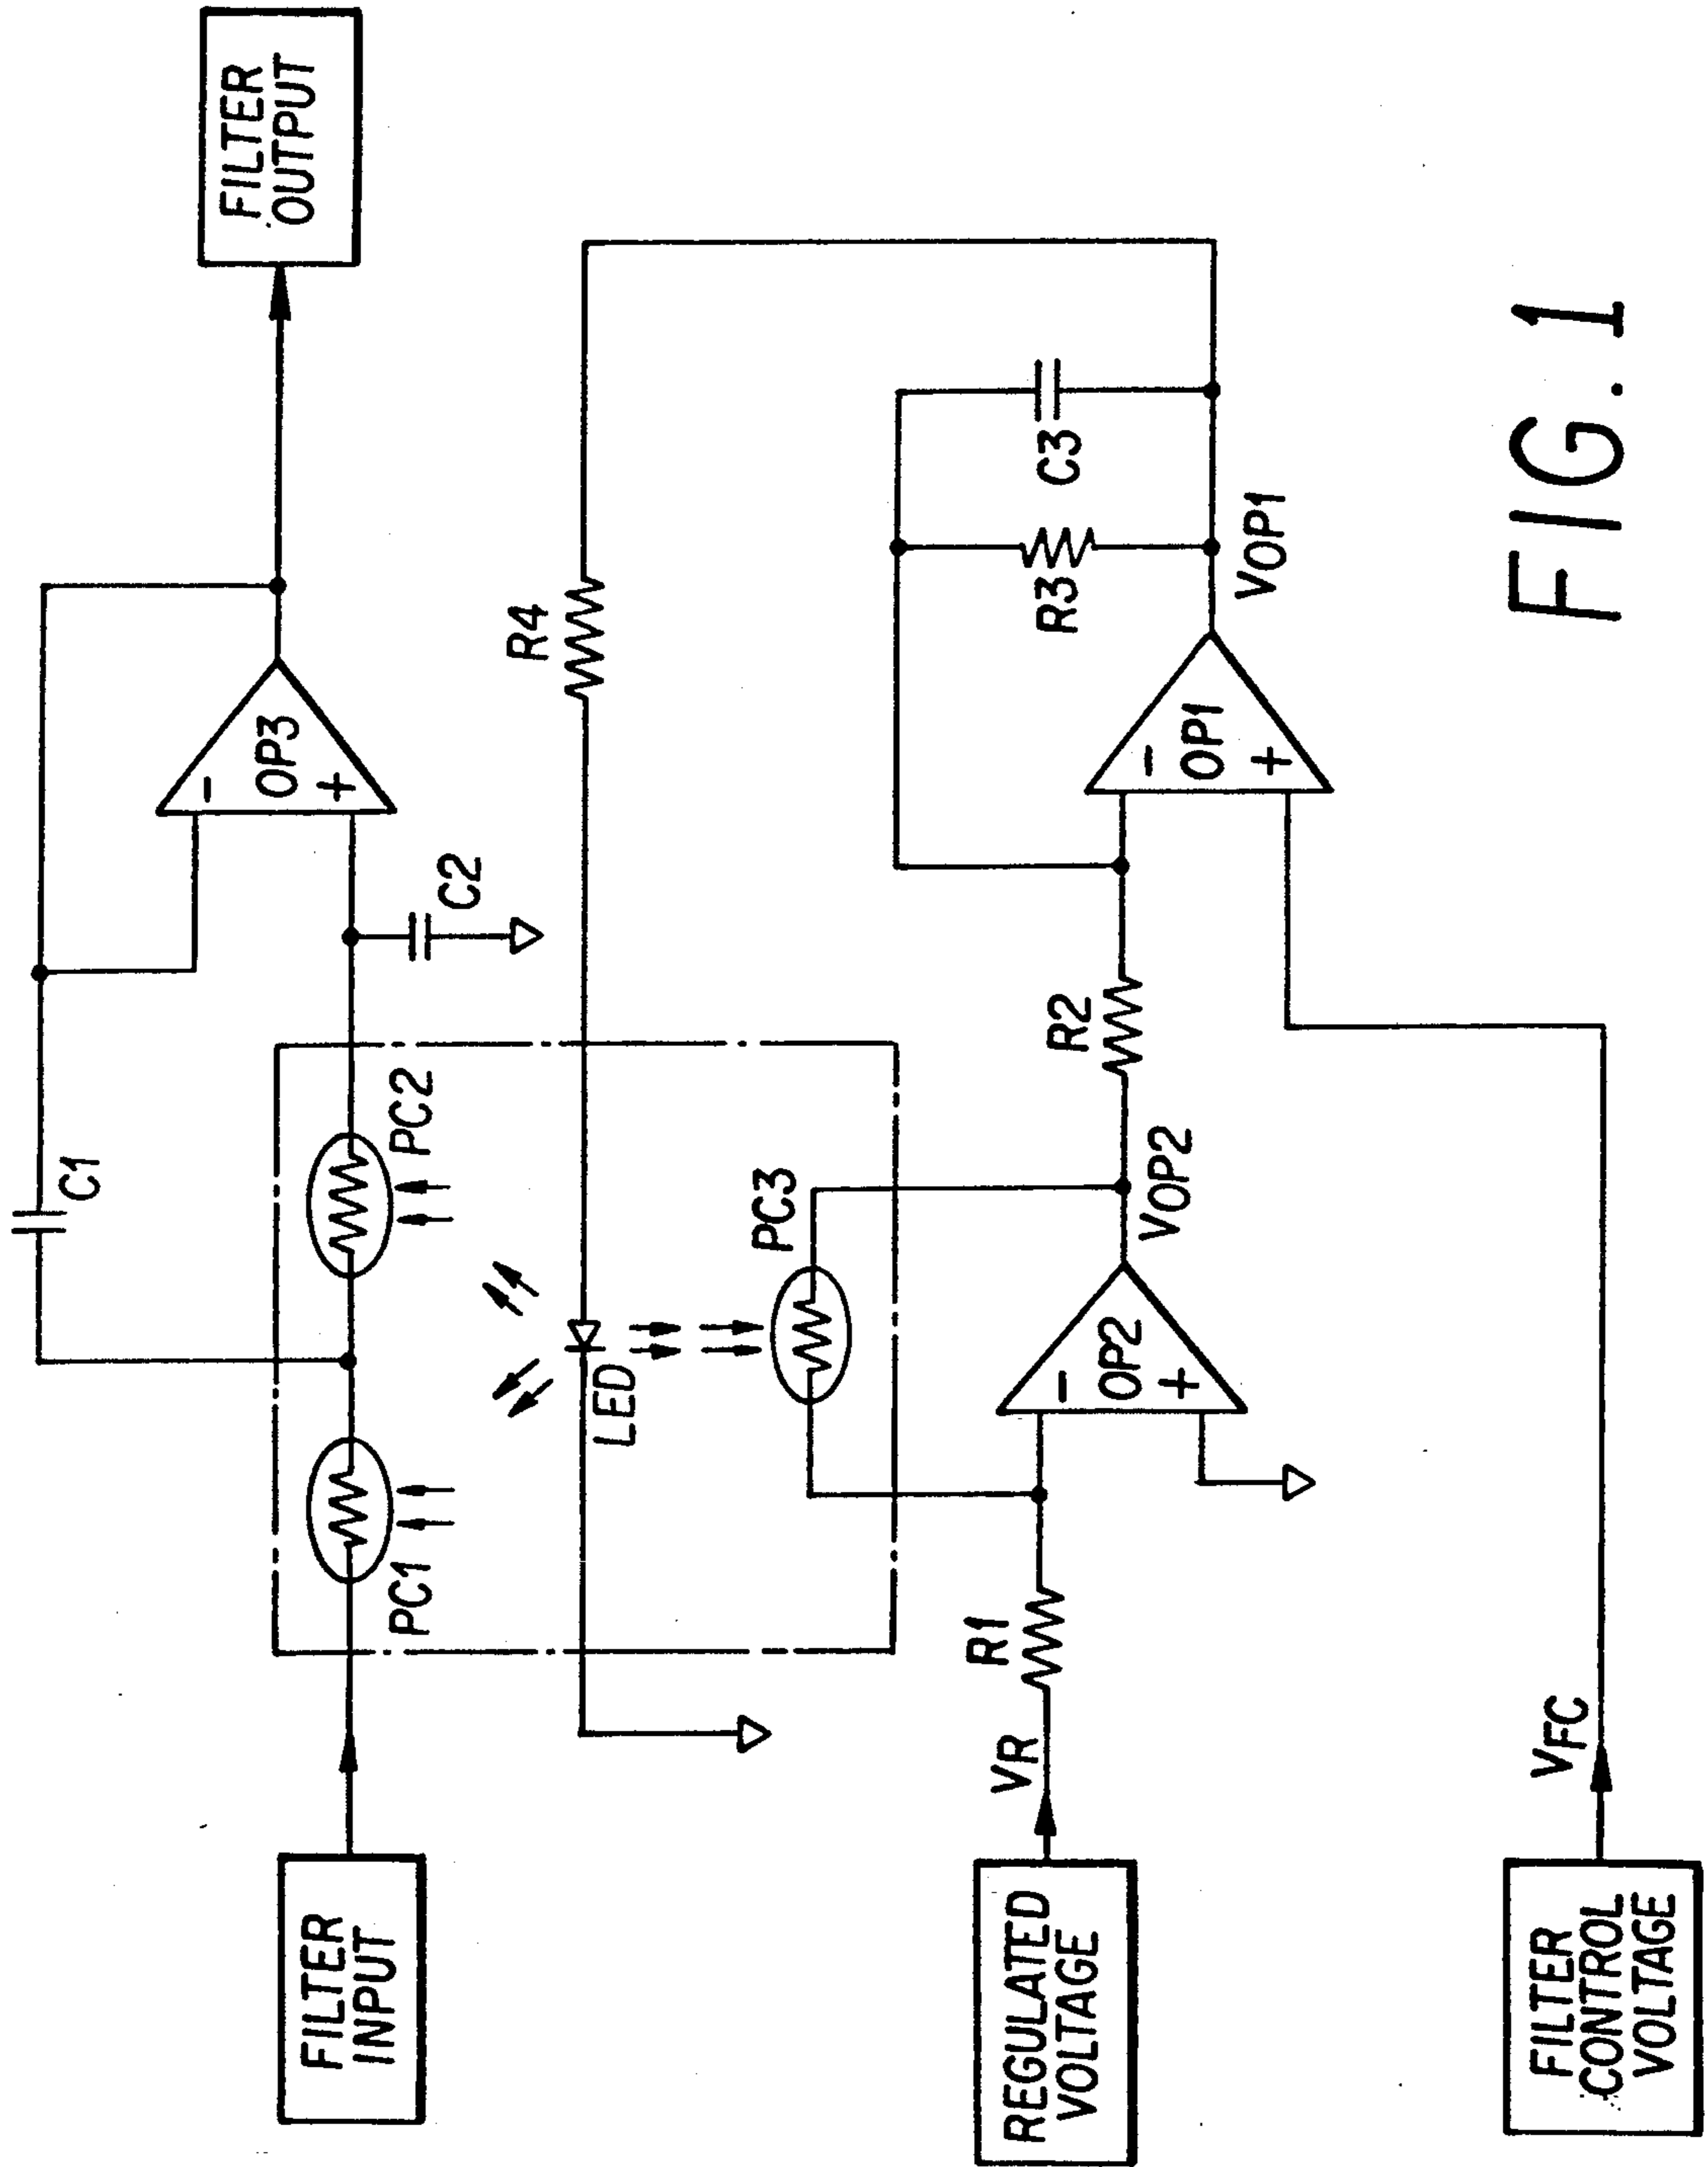 C1
FILTER
OUTPUT
-
OP3
+
FILTER
INPUT
PC1
PC2
C2
R4
LED
PC3
REGULATED
VOLTAGE
VR
R1
-
OP2
+
VOP2
R2
R3
C3
-
OP1
+
VOP1
FILTER
CONTROL
VOLTAGE
VFC
FIG. 1